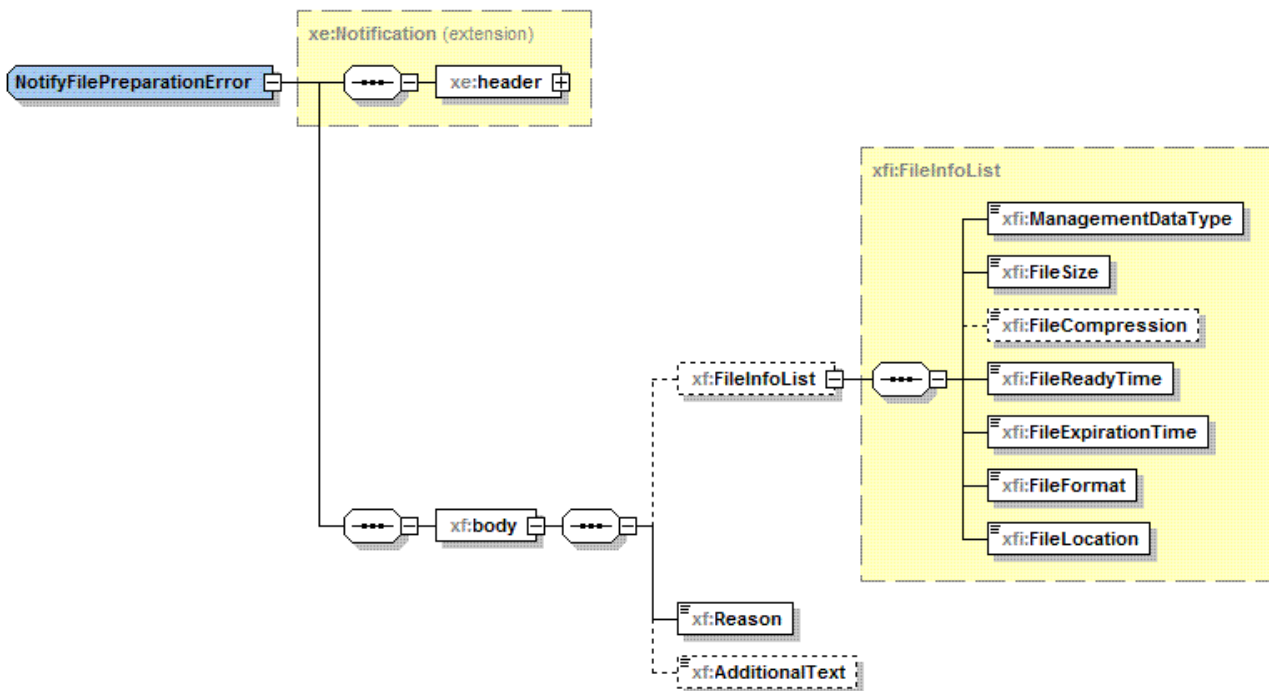 xe:Notification (extension)
NotifyFilePreparationError
xe:header
xfi:FileInfoList
xfi:ManagementDataType
xfi:FileSize
xfi:FileCompression
xf:FileInfoList
xfi:FileReadyTime
xfi:FileExpirationTime
xfi:FileFormat
xf:body
xfi:FileLocation
xf:Reason
xf:AdditionalText